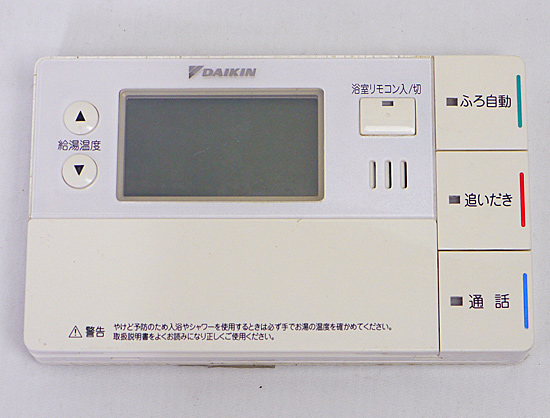 DAIKIN
浴室リモコン入/切
▲
給湯温度
▼
ふろ自動
追いだき
通話
⚠警告 やけど予防のため入浴やシャワーを使用するときは必ず手でお湯の温度を確かめてください。
取扱説明書をよくお読みになり正しくご使用ください。